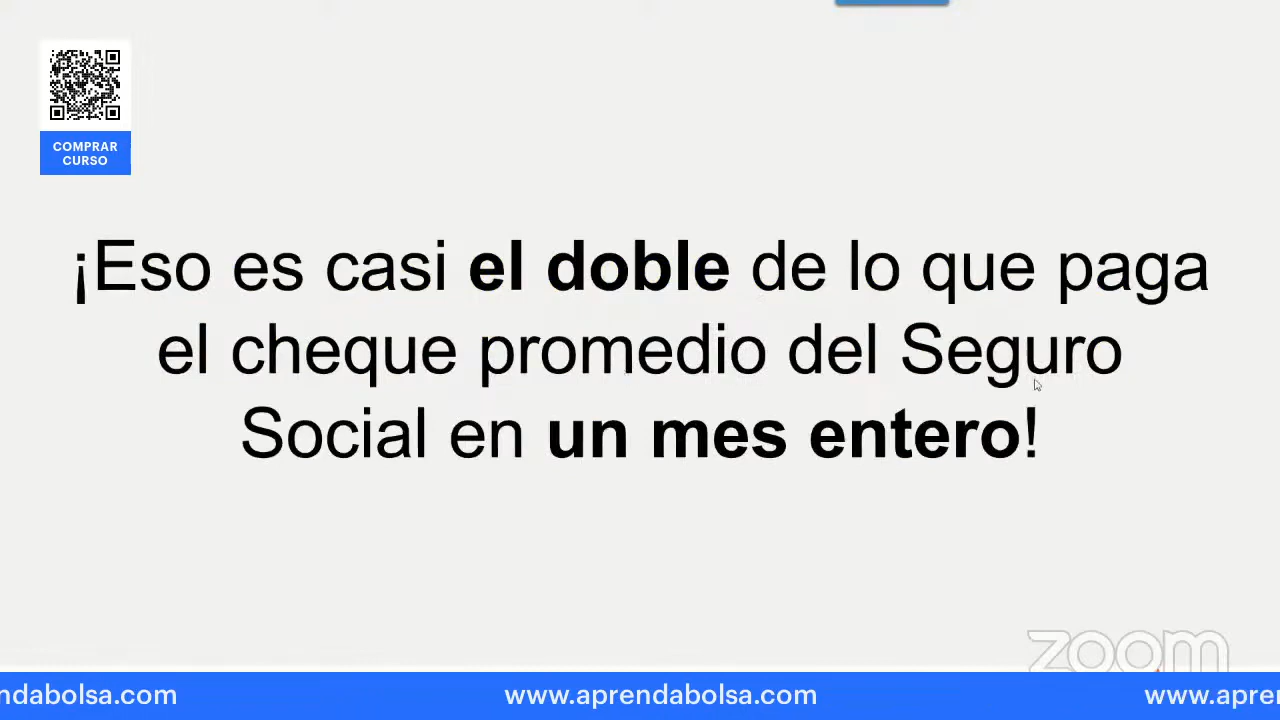 COMPRAR
CURSO
¡Eso es casi el doble de lo que paga
el cheque promedio del Seguro
Social en un mes entero!
zoom
ndabolsa.com www.aprendabolsa.com www.apren